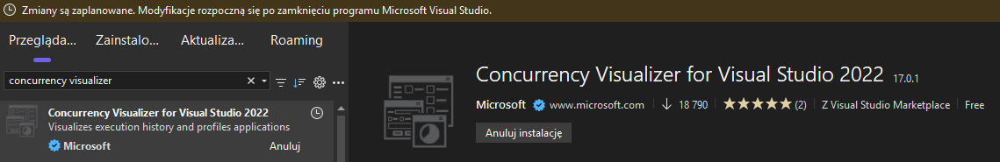 Zmiany są zaplanowane. Modyfikacje rozpoczną się po zamknięciu programu Microsoft Visual Studio.
Przegląda... Zainstalo... Aktualiza... Roaming
concurrency visualizer
Concurrency Visualizer for Visual Studio 2022
Visualizes execution history and profiles applications
Microsoft Anuluj
Concurrency Visualizer for Visual Studio 2022 17.0.1
Microsoft www.microsoft.com 18 790 (2) Z Visual Studio Marketplace Free
Anuluj instalację